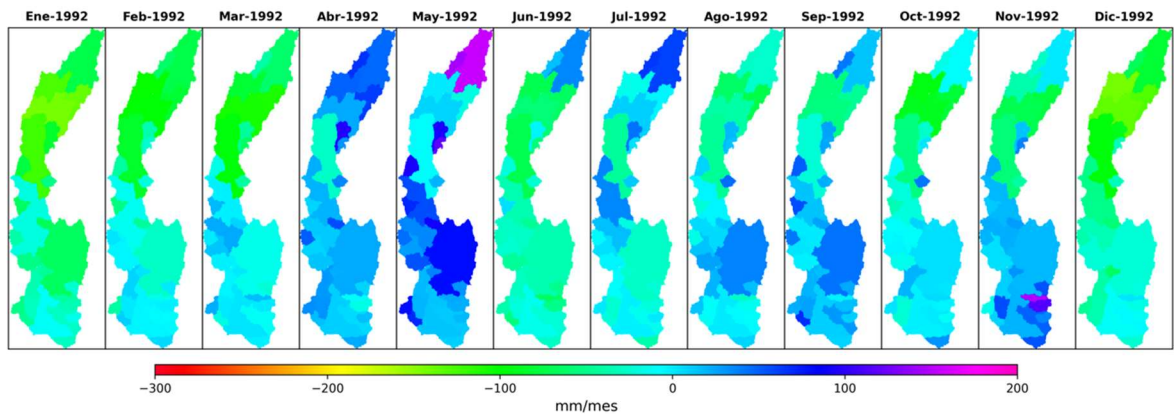 Ene-1992 Feb-1992 Mar-1992 Abr-1992 May-1992 Jun-1992 Jul-1992 Ago-1992 Sep-1992 Oct-1992 Nov-1992 Dic-1992
−300 −200 −100 0 100 200
mm/mes